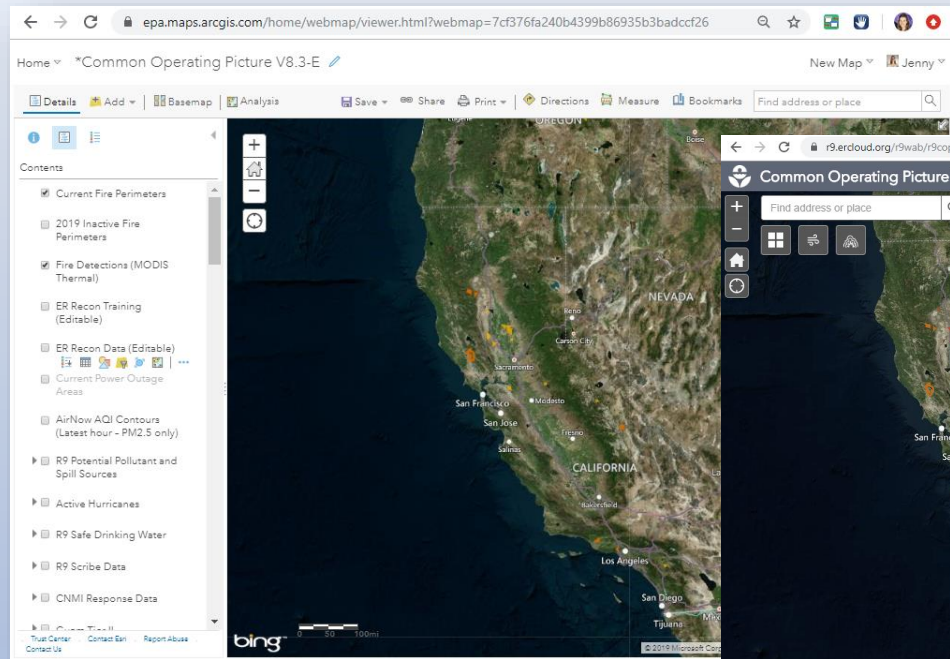 epa.maps.arcgis.com/home/webmap/viewer.html?webmap=7cf376fa240b4399b86935b3badccf26
Home *Common Operating Picture V8.3-E
New Map Jenny
Details Add Basemap Analysis Save Share Print Directions Measure Bookmarks Find address or place
Contents
Current Fire Perimeters
2019 Inactive Fire
Perimeters
Fire Detections (MODIS
Thermal)
ER Recon Training
(Editable)
ER Recon Data (Editable)
Current Power Outage
Areas
AirNow AQI Contours
(Latest hour - PM2.5 only)
R9 Potential Pollutant and
Spill Sources
Active Hurricanes
R9 Safe Drinking Water
R9 Scribe Data
CNMI Response Data
Trust Center Contact Esri Report Abuse
Contact Us
OREGON
Boise
NEVADA
Reno
Carson City
Sacramento
San Francisco
Modesto
San Jose
Fresno
Salinas
CALIFORNIA
Bakersfield
Los Angeles
San Diego
Tijuana
bing
0 50 100mi
© 2019 Microsoft Corp
r9.ercloud.org/r9wab/r9cop
Common Operating Picture
Find address or place
San Fran